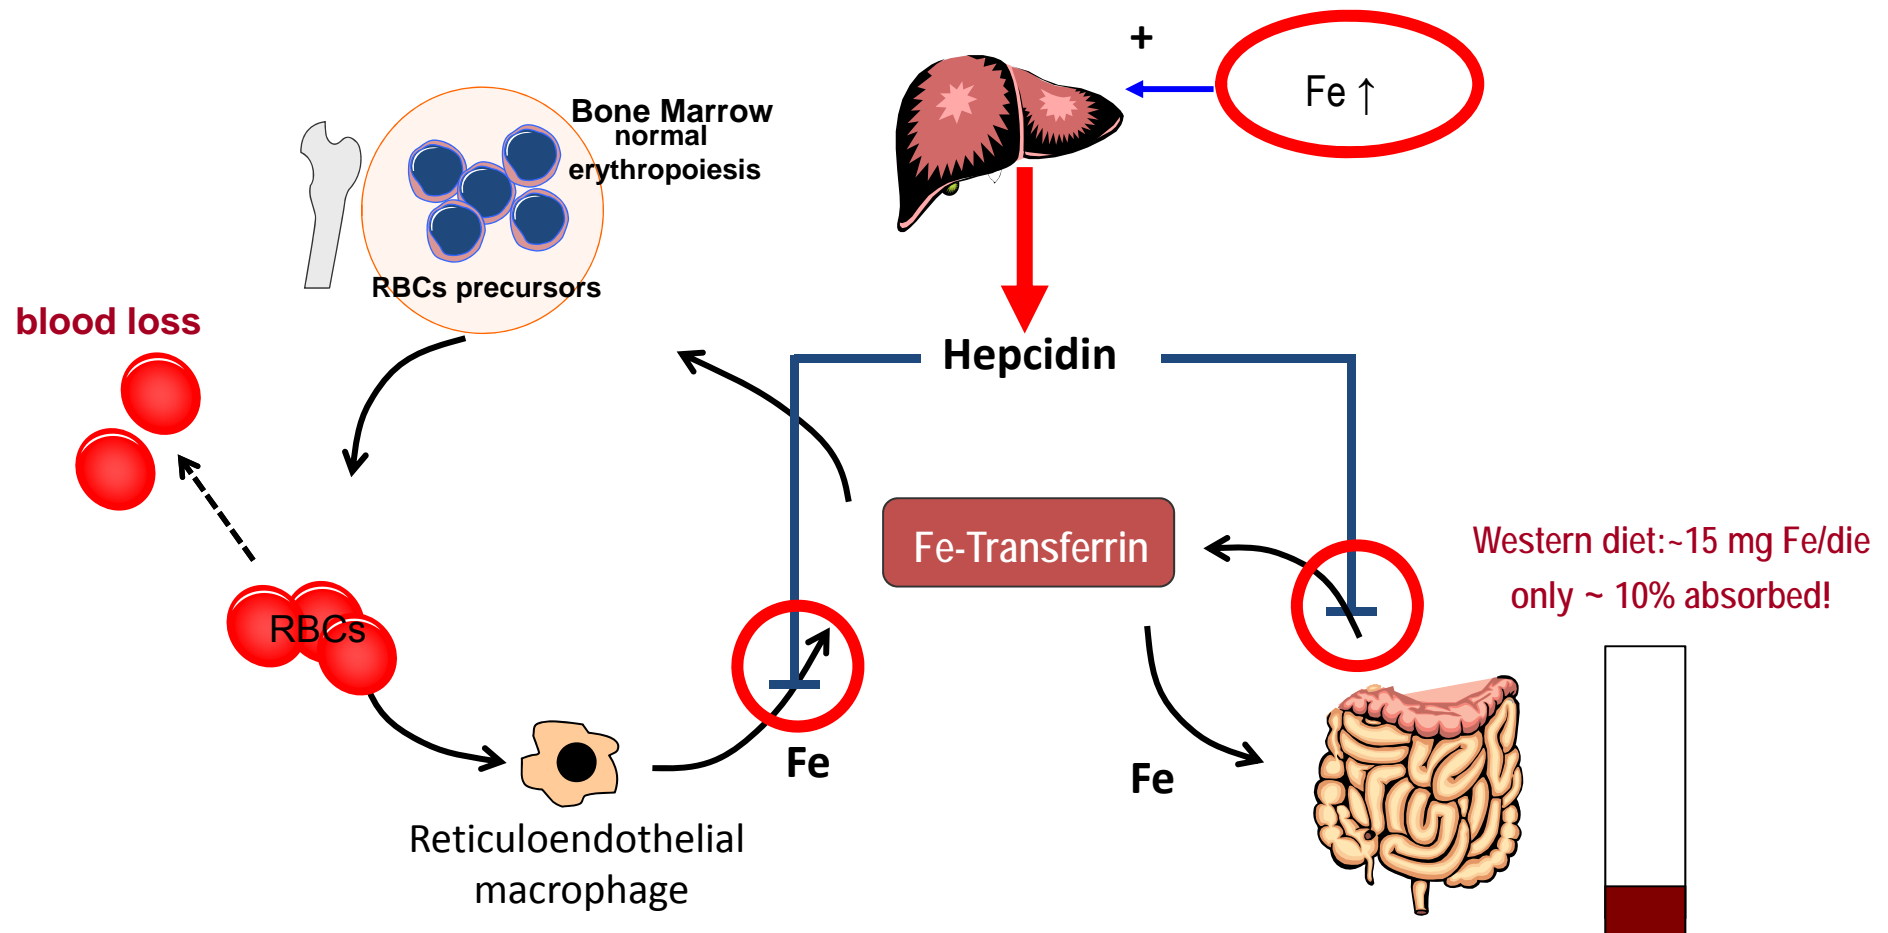 +
Fe ↑
Bone Marrow
normal
erythropoiesis
RBCs precursors
blood loss
Hepcidin
Fe-Transferrin
Western diet:~15 mg Fe/die
only ~ 10% absorbed!
RBCs
Fe
Fe
Reticuloendothelial
macrophage